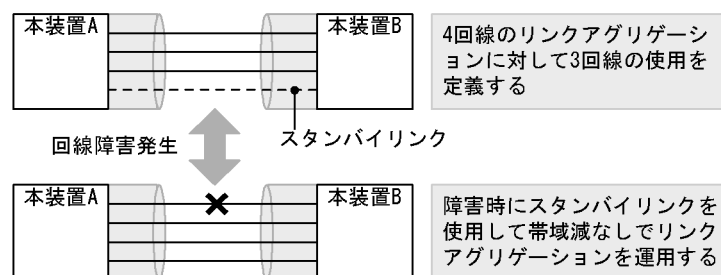 本装置A
本装置B
4回線のリンクアグリゲーシ
ョンに対して3回線の使用を
定義する
スタンバイリンク
回線障害発生
本装置A
本装置B
障害時にスタンバイリンクを
使用して帯域減なしでリンク
アグリゲーションを運用する